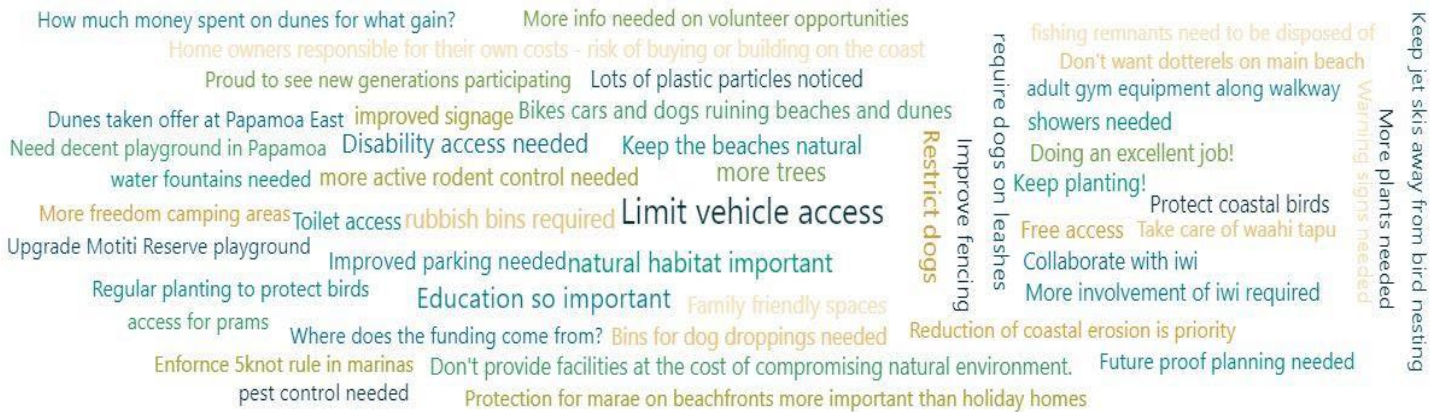 How much money spent on dunes for what gain?
More info needed on volunteer opportunities
Home owners responsible for their own costs - risk of buying or building on the coast
Proud to see new generations participating
Lots of plastic particles noticed
Dunes taken offer at Papamoa East
improved signage
Bikes cars and dogs ruining beaches and dunes
Need decent playground in Papamoa
Disability access needed
Keep the beaches natural
water fountains needed
more active rodent control needed
more trees
More freedom camping areas
Toilet access
rubbish bins required
Limit vehicle access
Upgrade Motiti Reserve playground
Improved parking needed
natural habitat important
Regular planting to protect birds
Education so important
Family friendly spaces
access for prams
Where does the funding come from?
Bins for dog droppings needed
Reduction of coastal erosion is priority
Enfornce 5knot rule in marinas
Don't provide facilities at the cost of compromising natural environment.
Future proof planning needed
pest control needed
Protection for marae on beachfronts more important than holiday homes
Restrict dogs
Improve fencing
require dogs on leashes
fishing remnants need to be disposed of
Don't want dotterels on main beach
adult gym equipment along walkway
showers needed
Doing an excellent job!
Keep planting!
Protect coastal birds
Free access
Take care of waahi tapu
Collaborate with iwi
More involvement of iwi required
Warning signs needed
More plants needed
Keep jet skis away from bird nesting